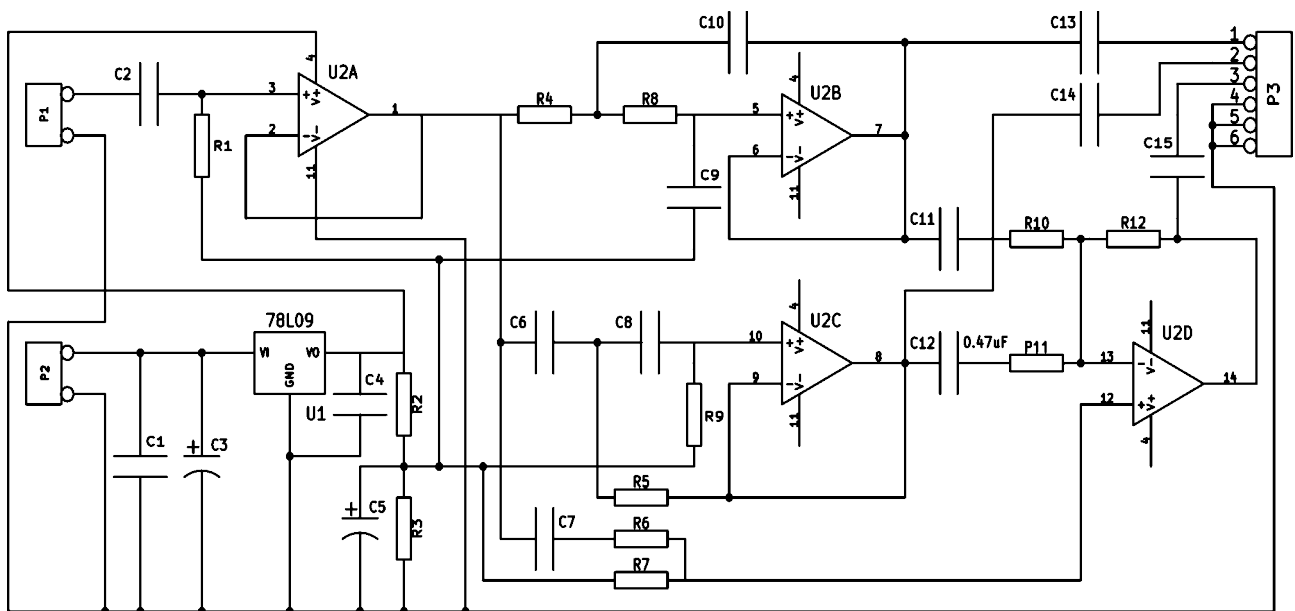 C10 C13 1
4 4 2
C2 U2A U2B C14 3
P1 3 + V+ 1 R4 R8 5 + V+ 7 4 P3
2 - V- 6 - V- 5
R1 11 11 C15 6
C9
C11 R10 R12
78L09 C6 C8 4 U2C 11 U2D
P2 VI VO 10 + V+ 8 C12 0.47uF P11 13 - V- 14
GND C4 R2 9 - V- 12 + V+
U1 R9 11 4
C1 + C3
+ C5 R3 R5
C7 R6
R7